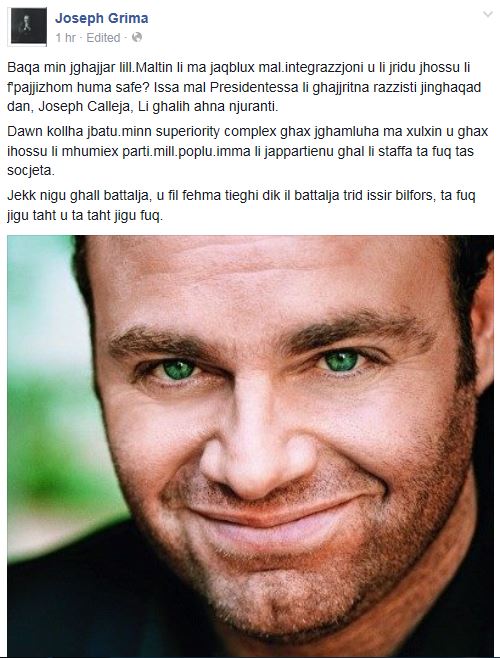 Joseph Grima
1 hr · Edited ·
Baqa min jghajjar lill.Maltin li ma jaqblux mal.integrazzjoni u li jridu jhossu li
f'pajjizhom huma safe? Issa mal Presidentessa li ghajjritna razzisti jinghaqad
dan, Joseph Calleja, Li ghalih ahna njuranti.
Dawn kollha jbatu.minn superiority complex ghax jghamluha ma xulxin u ghax
ihossu li mhumiex parti.mill.poplu.imma li jappartienu ghal li staffa ta fuq tas
socjeta.
Jekk nigu ghall battalja, u fil fehma tieghi dik il battalja trid issir bilfors, ta fuq
jigu taht u ta taht jigu fuq.